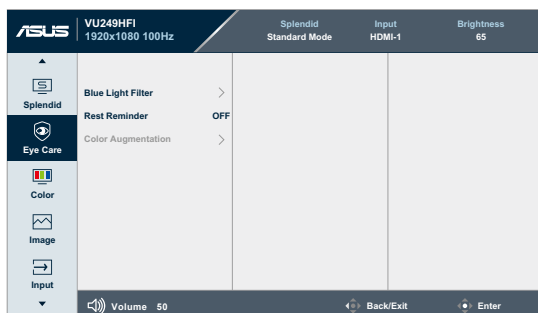 ASUS
VU249HFI
1920x1080 100Hz
Splendid
Standard Mode
Input
HDMI-1
Brightness
65
Splendid
Eye Care
Color
Image
Input
Blue Light Filter
Rest Reminder OFF
Color Augmentation
Volume 50
Back/Exit
Enter